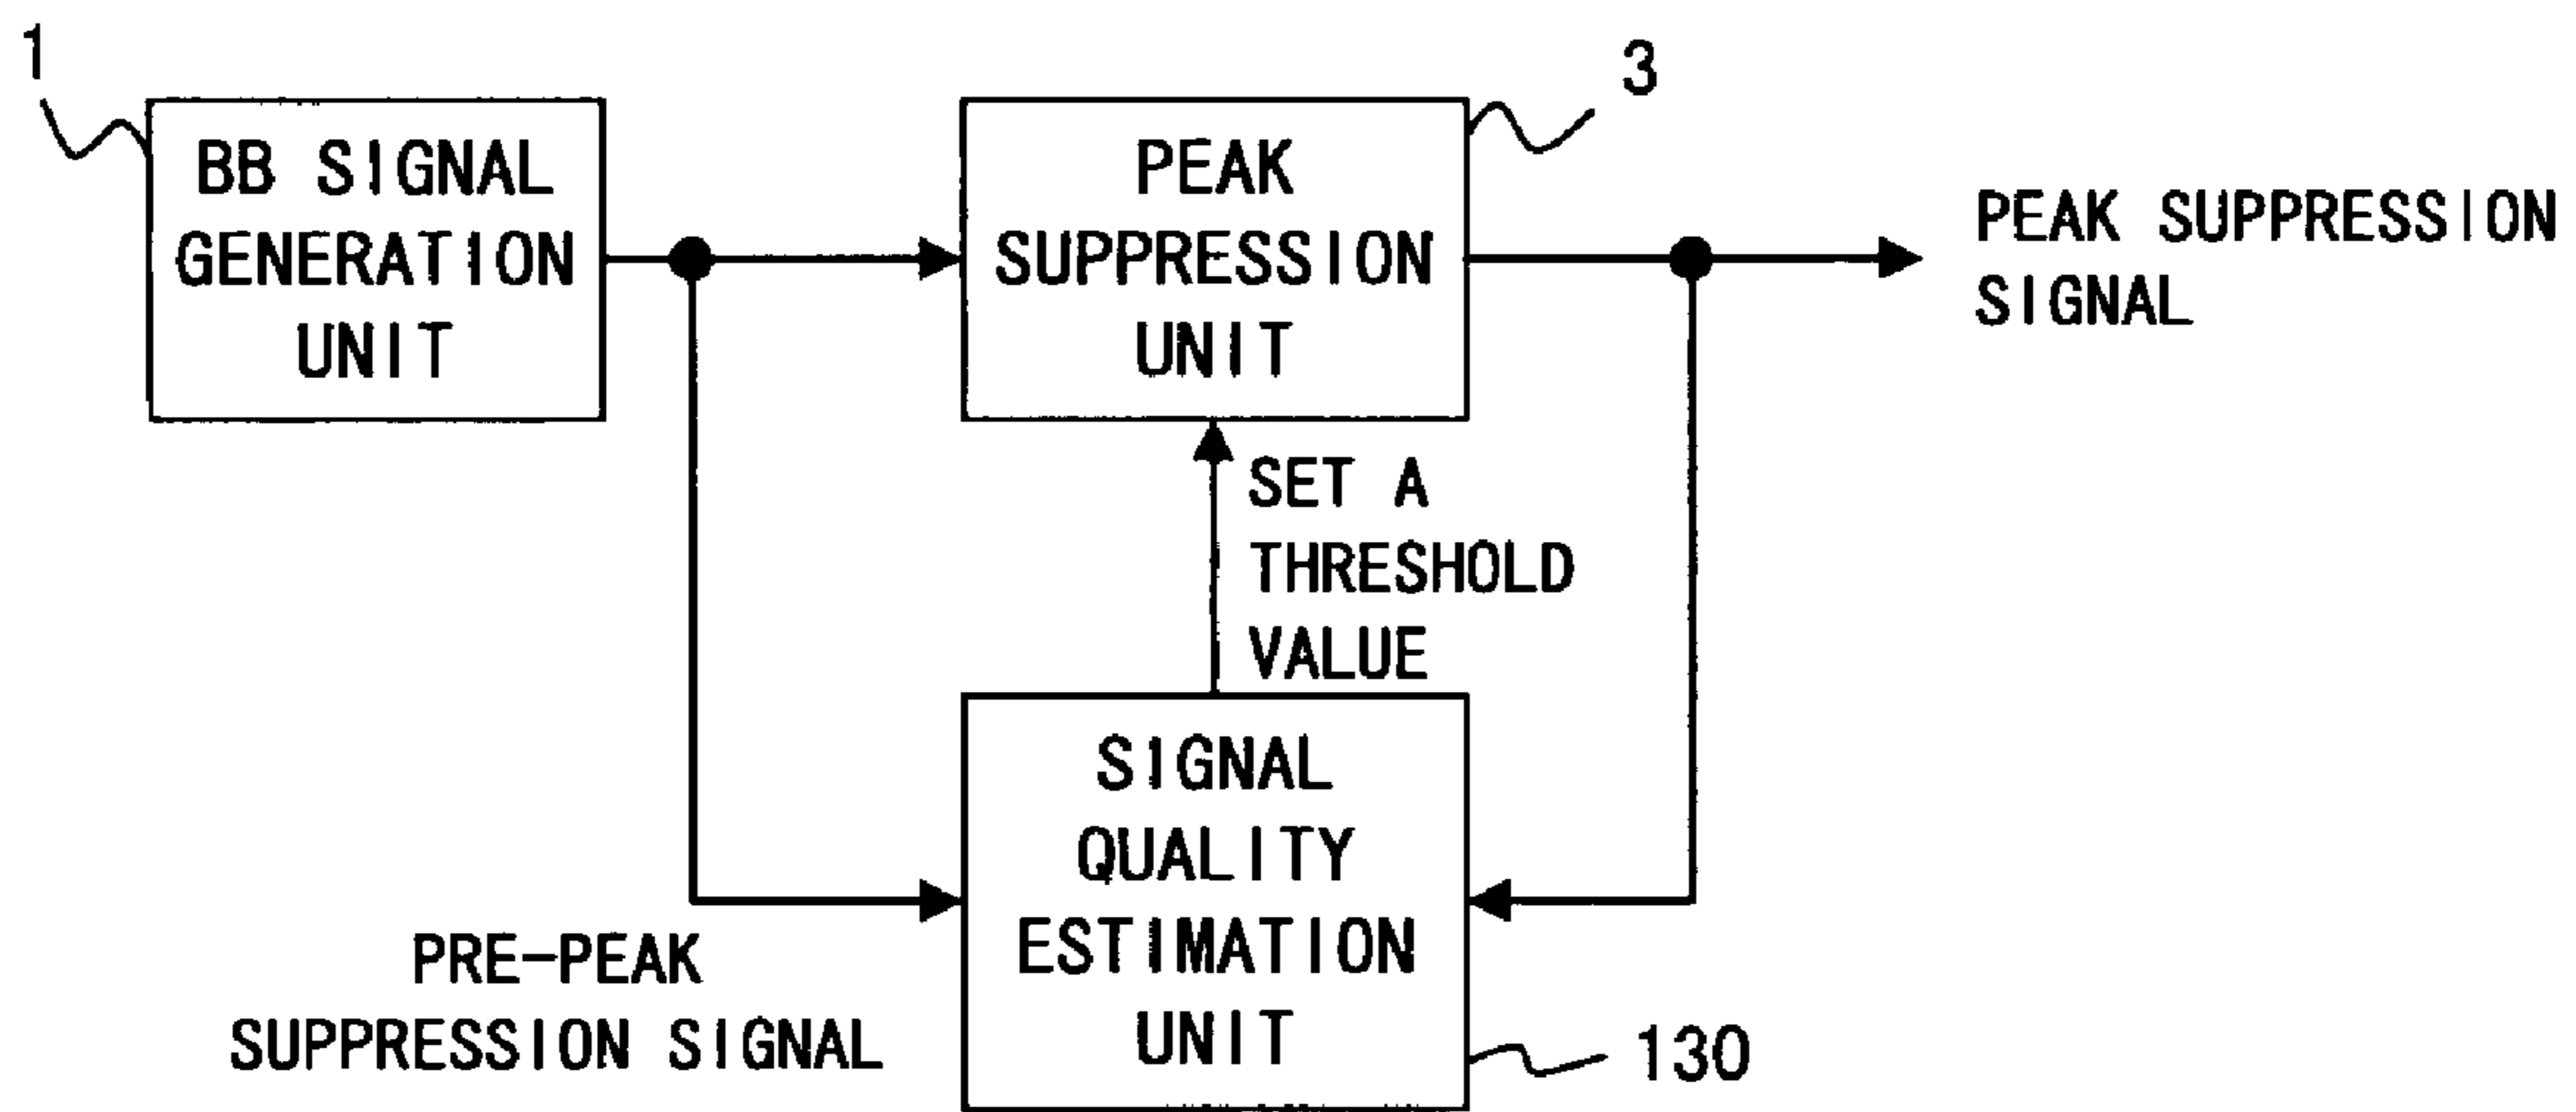 1
BB SIGNAL
GENERATION
UNIT
3
PEAK
SUPPRESSION
UNIT
PEAK SUPPRESSION
SIGNAL
SET A
THRESHOLD
VALUE
SIGNAL
QUALITY
ESTIMATION
UNIT
PRE-PEAK
SUPPRESSION SIGNAL
130